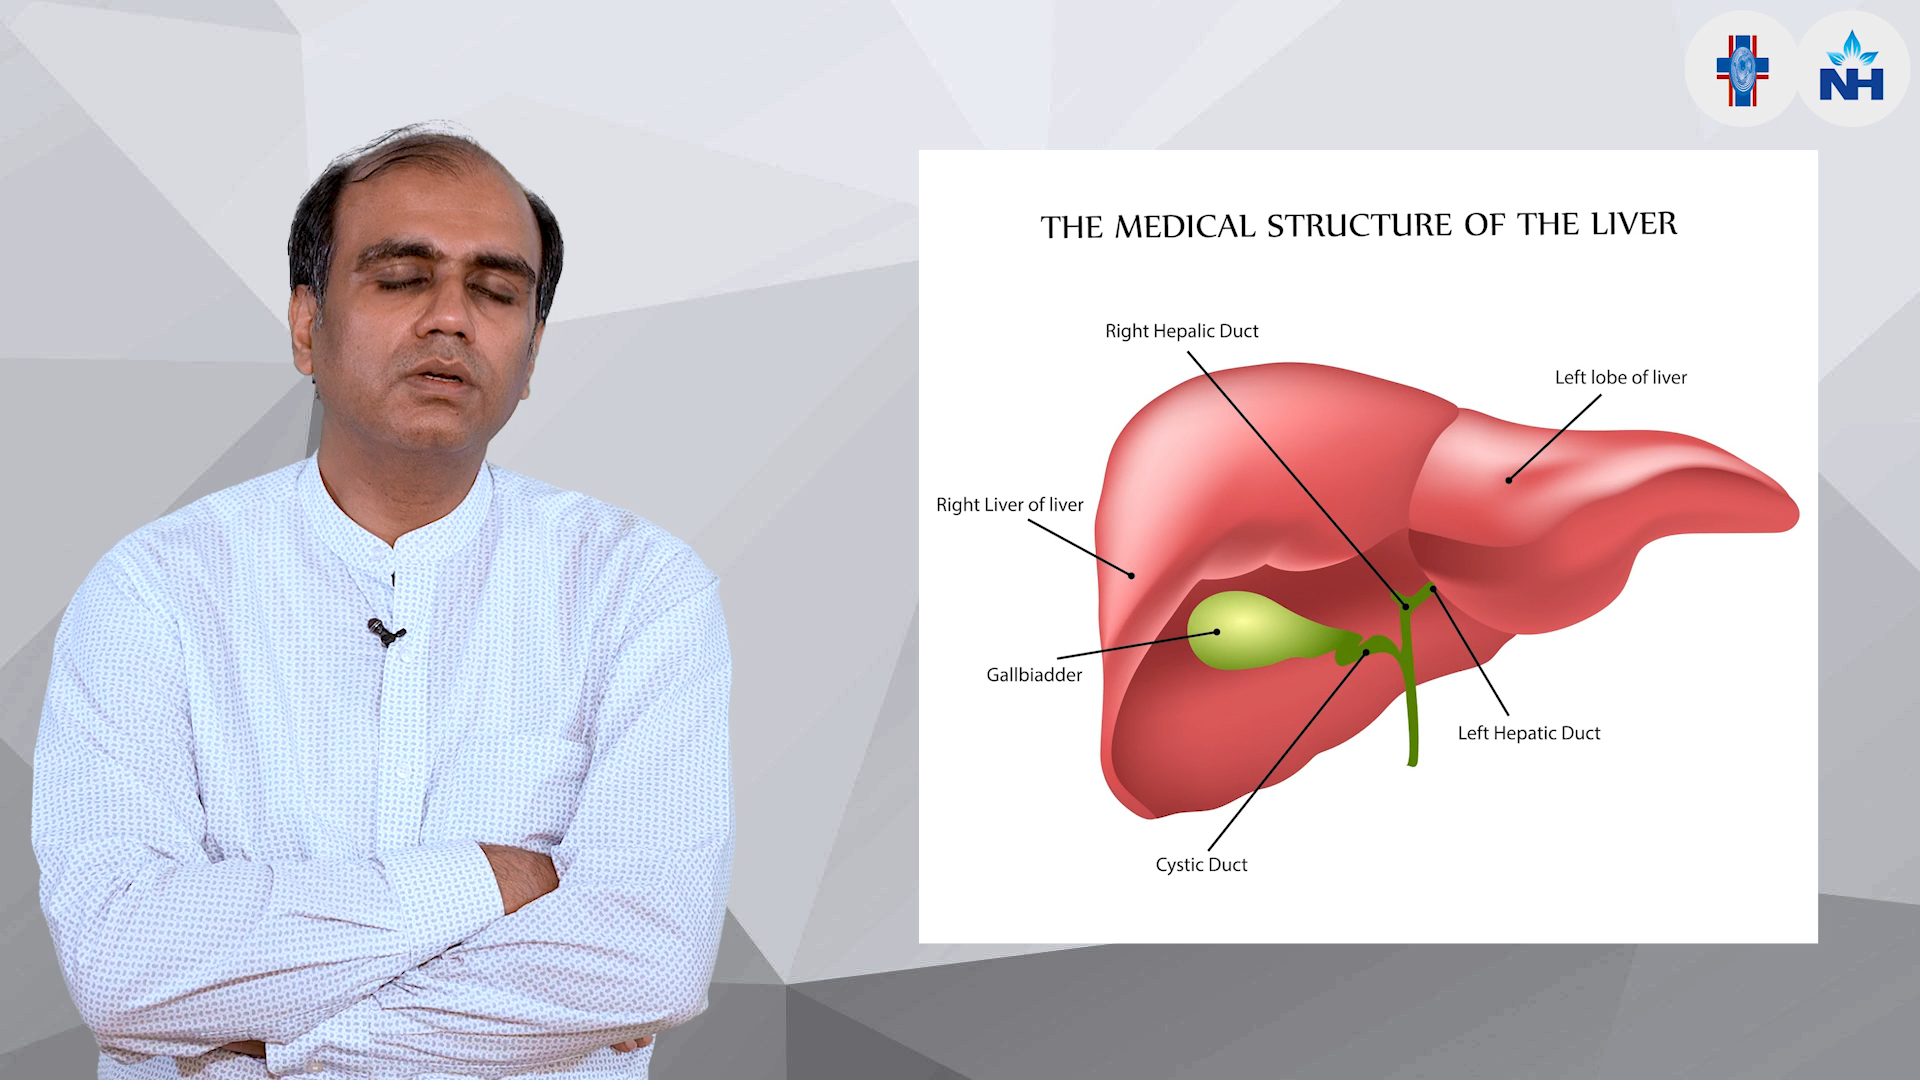 NH
THE MEDICAL STRUCTURE OF THE LIVER
Right Hepalic Duct
Left lobe of liver
Right Liver of liver
Gallbiadder
Left Hepatic Duct
Cystic Duct